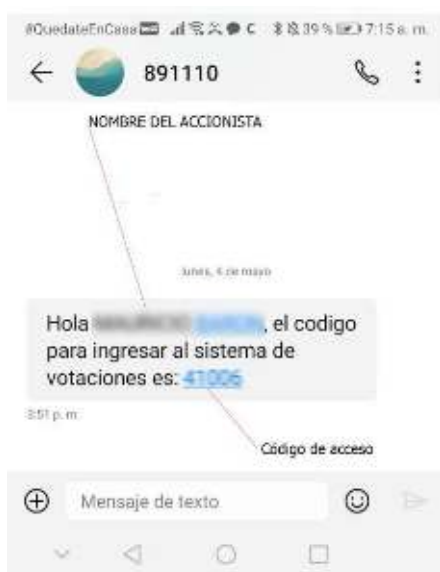 #QuedateEnCasa 39 % 7:15 a. m.
891110
NOMBRE DEL ACCIONISTA
lunes, 4 de mayo
Hola , el codigo
para ingresar al sistema de
votaciones es: 41006
3:51 p. m.
Código de acceso
Mensaje de texto